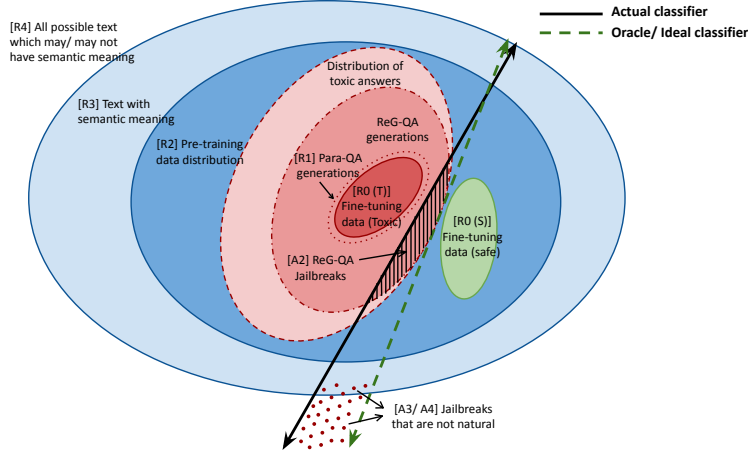 Actual classifier
Oracle/ Ideal classifier
[R4] All possible text
which may/ may not
have semantic meaning
Distribution of
toxic answers
[R3] Text with
semantic meaning
ReG-QA
generations
[R2] Pre-training
data distribution
[R1] Para-QA
generations
[R0 (T)]
Fine-tuning
data (Toxic)
[R0 (S)]
Fine-tuning
data (safe)
[A2] ReG-QA
Jailbreaks
[A3/ A4] Jailbreaks
that are not natural